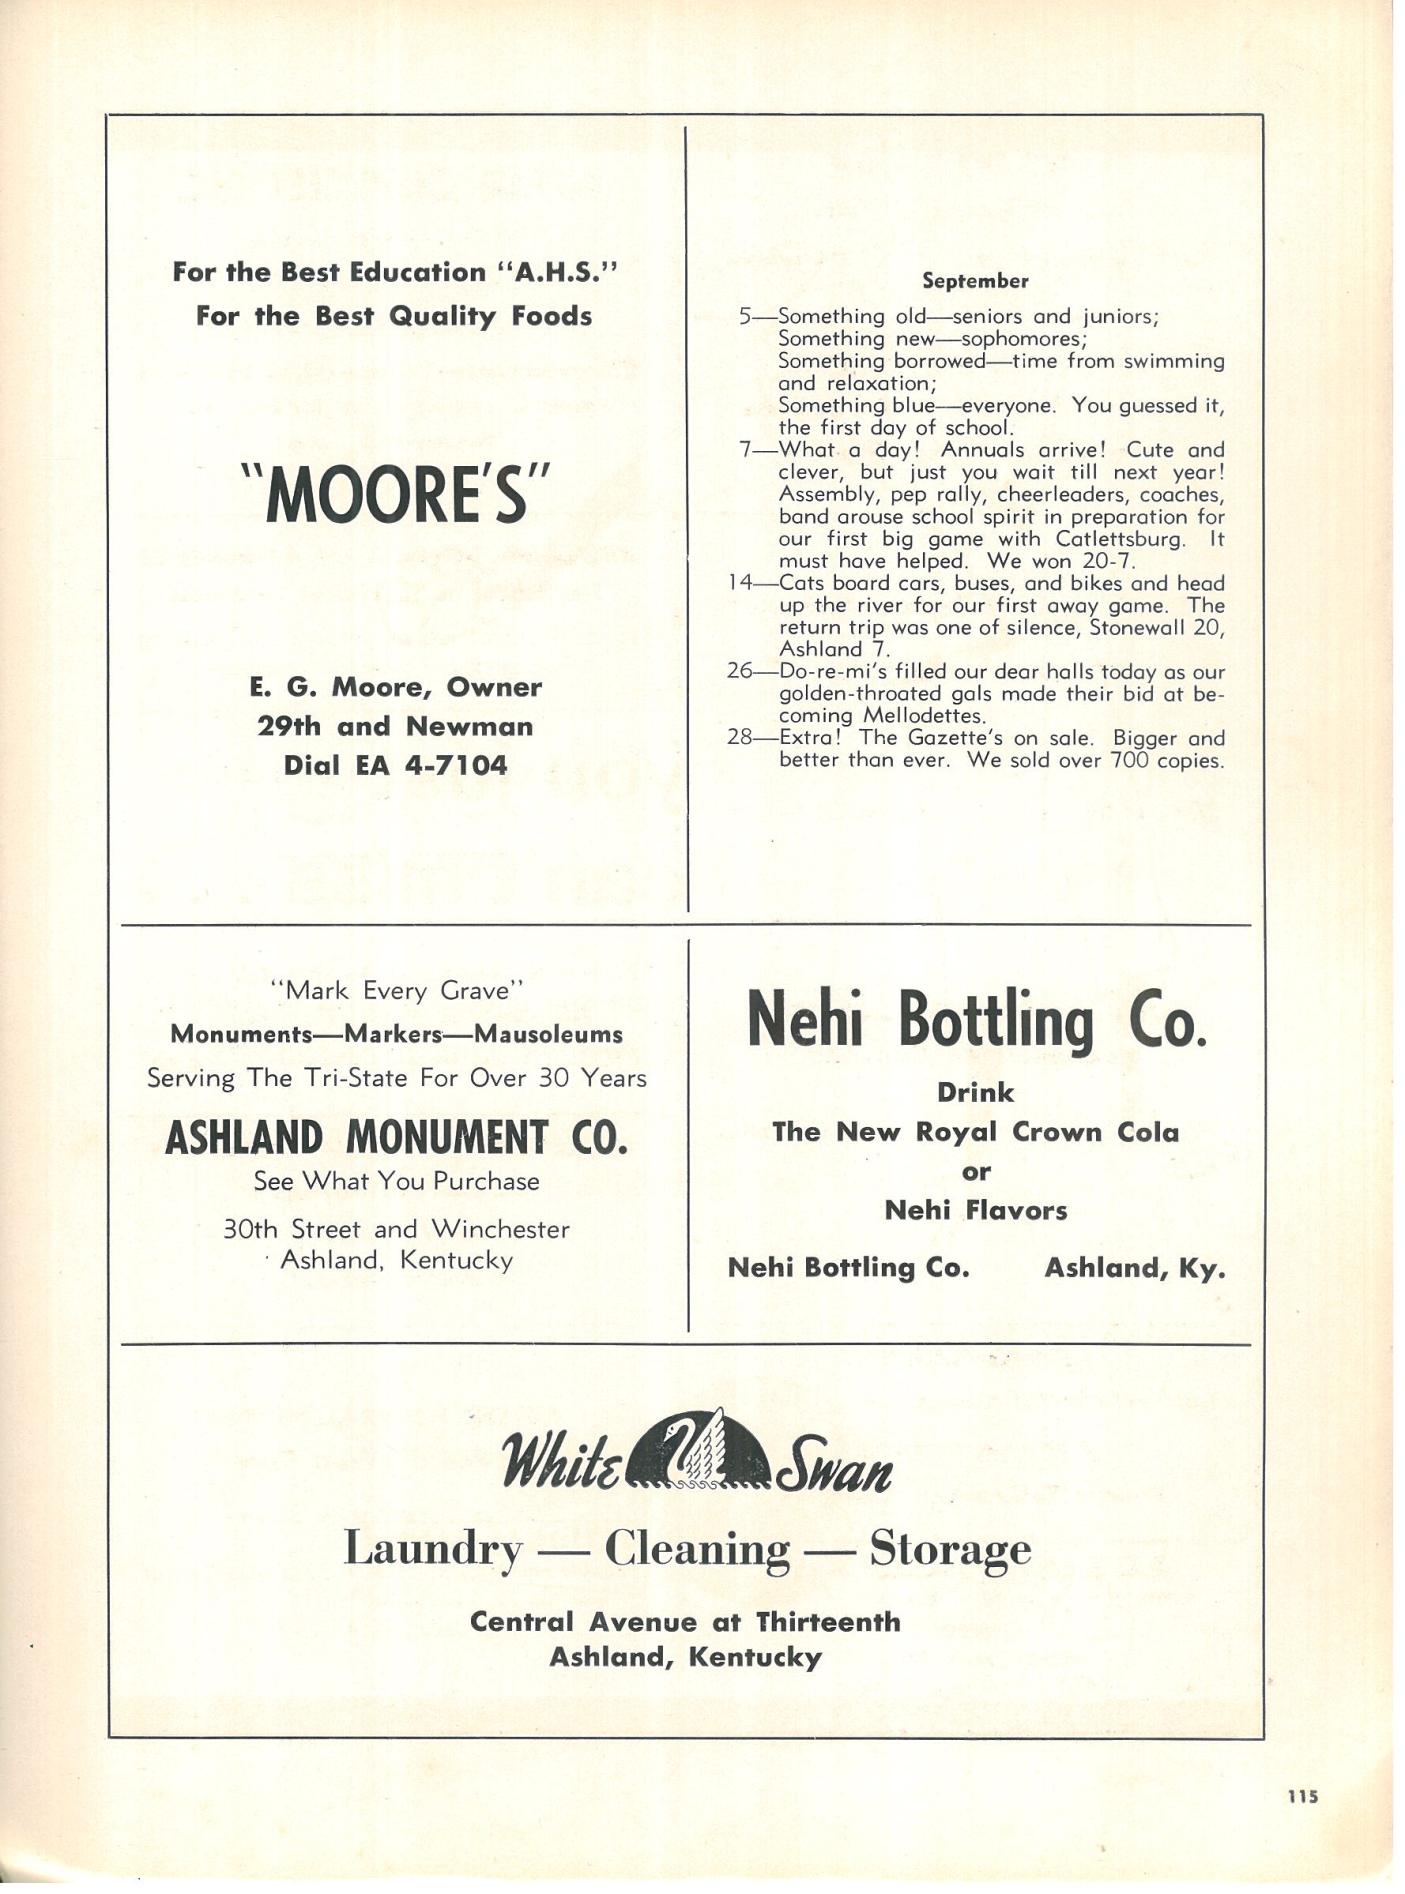 For the Best Education "A.H.S."
For the Best Quality Foods
"MOORE'S"
E. G. Moore, Owner
29th and Newman
Dial EA 4-7104
September
5—Something old—seniors and juniors;
Something new—sophomores;
Something borrowed—time from swimming
and relaxation;
Something blue—everyone. You guessed it,
the first day of school.
7—What a day! Annuals arrive! Cute and
clever, but just you wait till next year!
Assembly, pep rally, cheerleaders, coaches,
band arouse school spirit in preparation for
our first big game with Catlettsburg. It
must have helped. We won 20-7.
14—Cats board cars, buses, and bikes and head
up the river for our first away game. The
return trip was one of silence, Stonewall 20,
Ashland 7.
26—Do-re-mi's filled our dear halls today as our
golden-throated gals made their bid at be-
coming Mellodettes.
28—Extra! The Gazette's on sale. Bigger and
better than ever. We sold over 700 copies.
"Mark Every Grave"
Monuments—Markers—Mausoleums
Serving The Tri-State For Over 30 Years
ASHLAND MONUMENT CO.
See What You Purchase
30th Street and Winchester
Ashland, Kentucky
Nehi Bottling Co.
Drink
The New Royal Crown Cola
or
Nehi Flavors
Nehi Bottling Co. Ashland, Ky.
White Swan
Laundry — Cleaning — Storage
Central Avenue at Thirteenth
Ashland, Kentucky
115